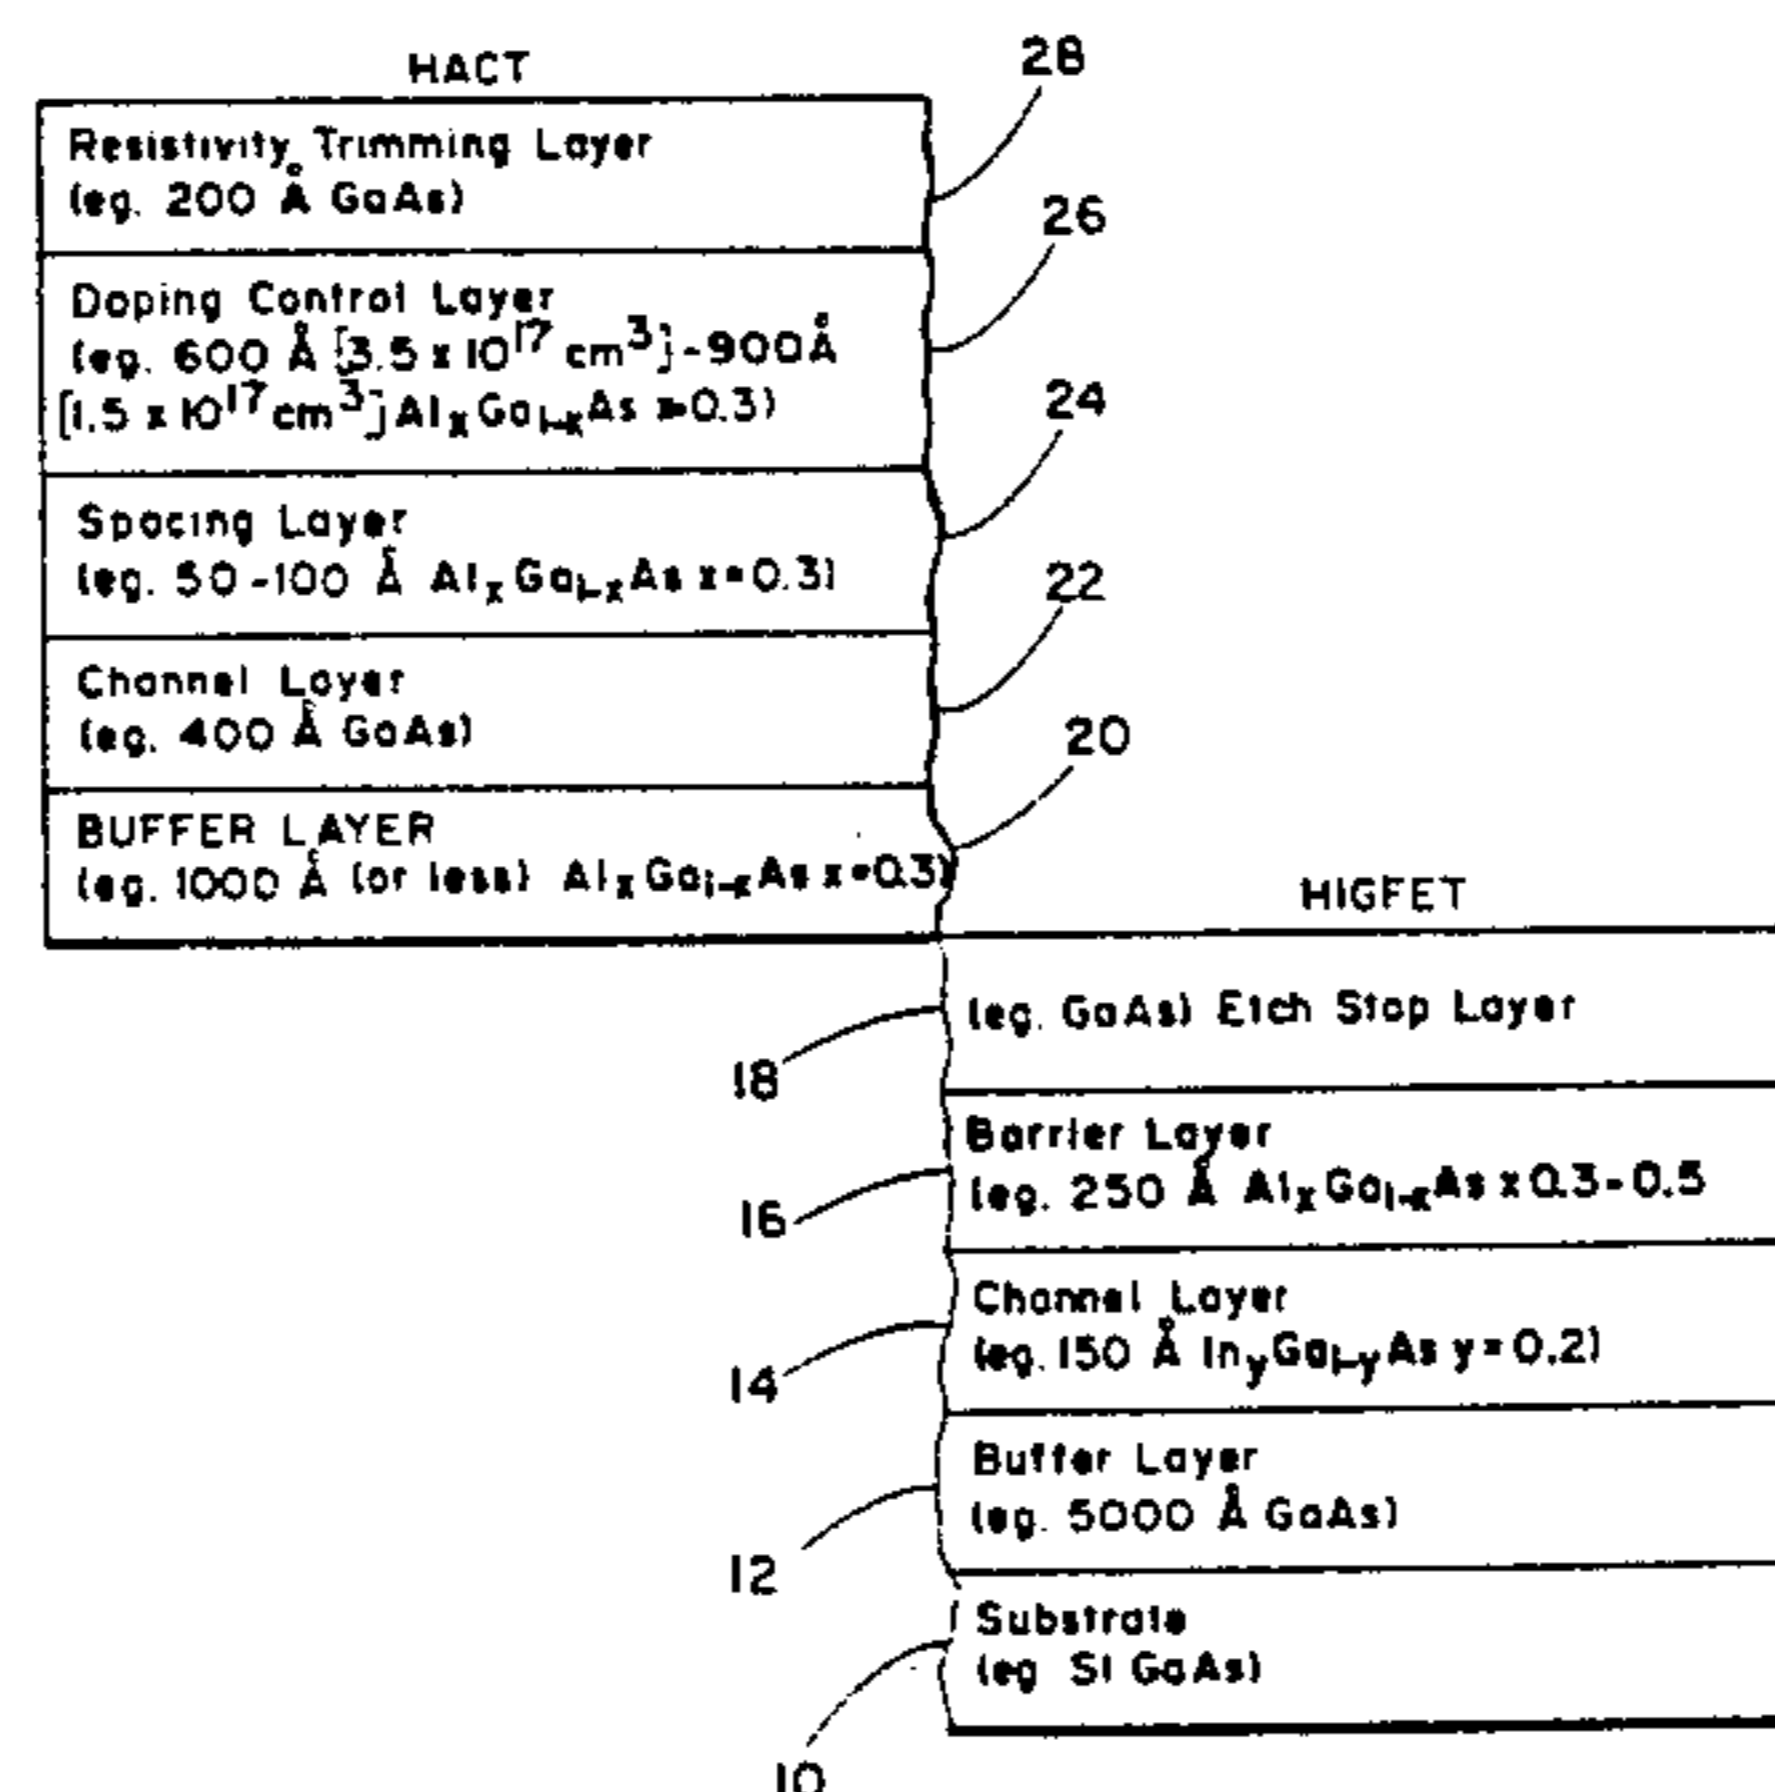 HACT
28
Resistivity Trimming Layer
(eg. 200 Å GaAs)
26
Doping Control Layer
(eg. 600 Å [3.5 x 10¹⁷ cm³]-900Å
[1.5 x 10¹⁷ cm³] AlₓGa₁₋ₓAs x=0.3)
24
Spacing Layer
(eg. 50-100 Å AlₓGa₁₋ₓAs x=0.3)
22
Channel Layer
(eg. 400 Å GaAs)
20
BUFFER LAYER
(eg. 1000 Å (or less) AlₓGa₁₋ₓAs x=0.3)
HIGFET
(eg. GaAs) Etch Stop Layer
18
Barrier Layer
(eg. 250 Å AlₓGa₁₋ₓAs x 0.3-0.5
16
Channel Layer
(eg. 150 Å InyGa1-yAs y=0.2)
14
Buffer Layer
(eg. 5000 Å GaAs)
12
Substrate
(eg SI GaAs)
10